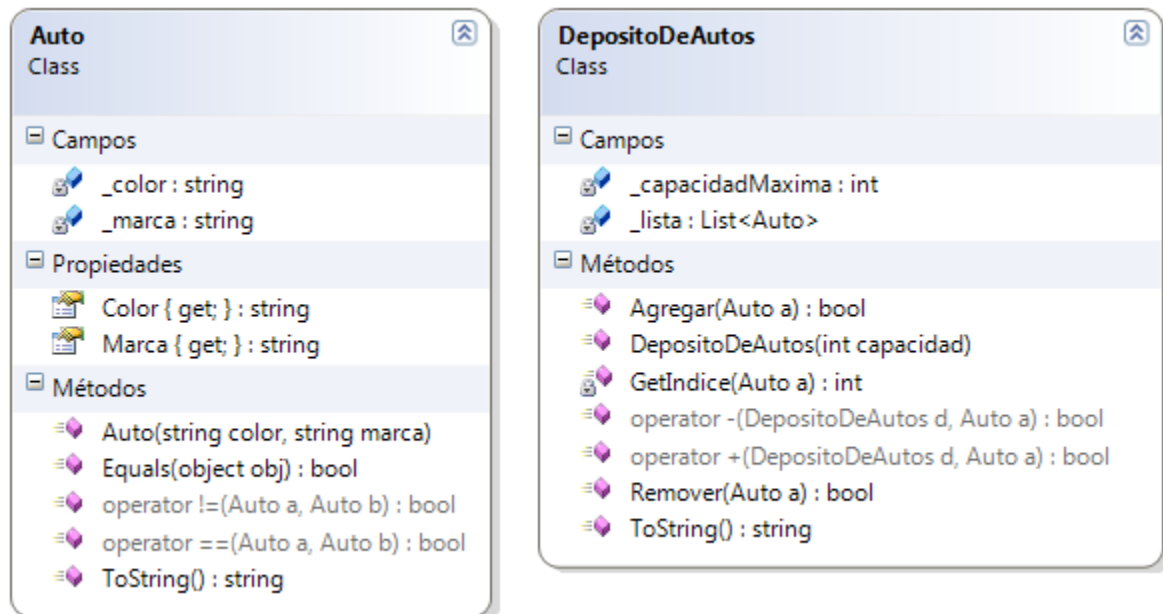 Auto
Class
Campos
_color : string
_marca : string
Propiedades
Color { get; } : string
Marca { get; } : string
Métodos
Auto(string color, string marca)
Equals(object obj) : bool
operator !=(Auto a, Auto b) : bool
operator ==(Auto a, Auto b) : bool
ToString() : string
DepositoDeAutos
Class
Campos
_capacidadMaxima : int
_lista : List<Auto>
Métodos
Agregar(Auto a) : bool
DepositoDeAutos(int capacidad)
GetIndice(Auto a) : int
operator -(DepositoDeAutos d, Auto a) : bool
operator +(DepositoDeAutos d, Auto a) : bool
Remover(Auto a) : bool
ToString() : string